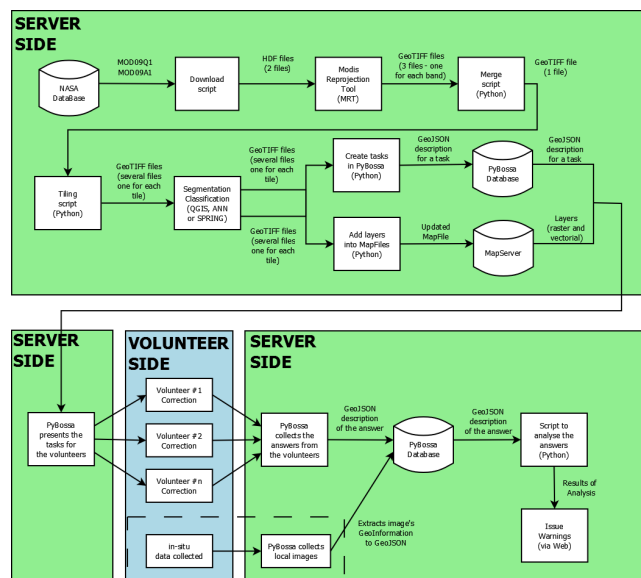 SERVER
SIDE
NASA
DataBase
MOD09Q1
MOD09A1
Download
script
HDF files
(2 files)
Modis
Reprojection
Tool
(MRT)
GeoTIFF files
(3 files - one
for each band)
Merge
script
(Python)
GeoTIFF file
(1 file)
Tiling
script
(Python)
GeoTIFF files
(several files
one for each
tile)
Segmentation
Classification
(QGIS, ANN
or SPRING)
GeoTIFF files
(several files
one for each
tile)
GeoTIFF files
(several files
one for each
tile)
Create tasks
in PyBossa
(Python)
GeoJSON
description
for a task
PyBossa
Database
GeoJSON
description
for a task
Add layers
into MapFiles
(Python)
Updated
MapFile
MapServer
Layers
(raster and
vectorial)
SERVER
SIDE
PyBossa
presents the
tasks for
the volunteers
VOLUNTEER
SIDE
Volunteer #1
Correction
Volunteer #2
Correction
Volunteer #n
Correction
in-situ
data collected
SERVER
SIDE
PyBossa
collects the
answers from
the volunteers
GeoJSON
description
of the answer
PyBossa
Database
GeoJSON
description
of the answer
Script to
analyse the
answers
(Python)
Results of
Analysis
Issue
Warnings
(via Web)
PyBossa collects
local images
Extracts image's
GeoInformation
to GeoJSON